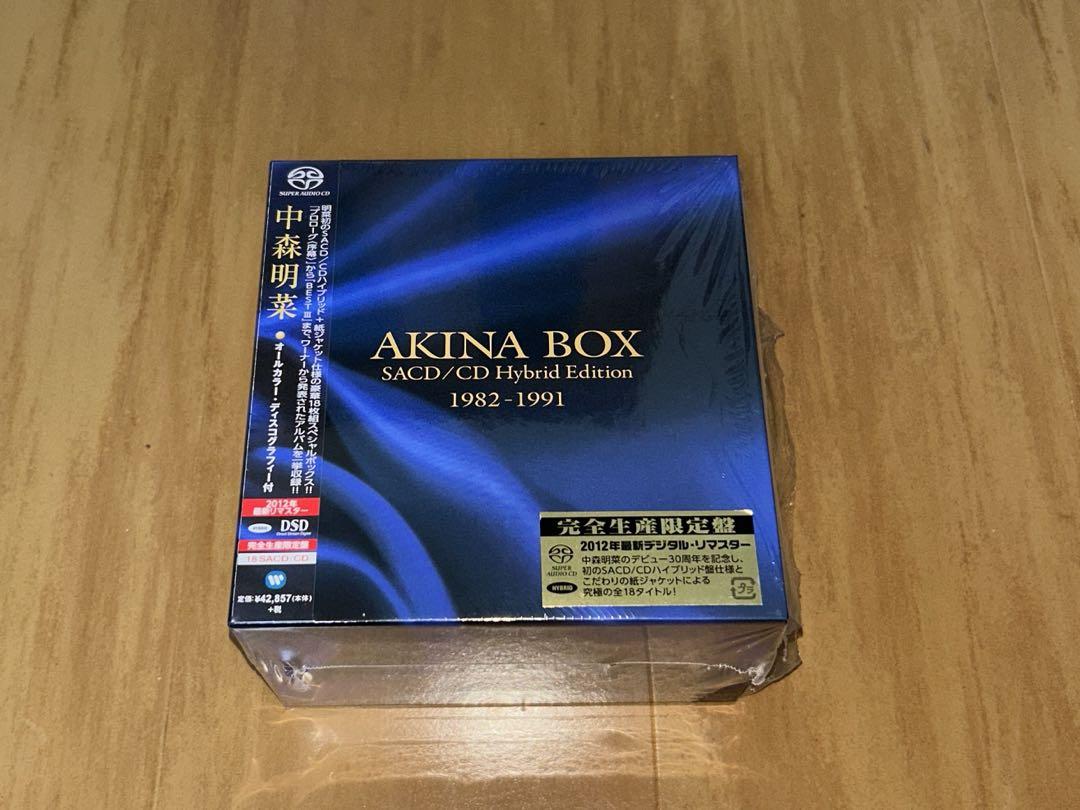 SUPER AUDIO CD
中森明菜
●オールカラー・ディスコグラフィー付
明菜初のSACD/CDハイブリッド+紙ジャケット仕様の豪華18枚組スペシャルボックス!!
「プロローグ〈序幕〉」から「BEST III」まで、ワーナーから発表されたアルバムを一挙収録!!
2012年
最新リマスター
HYBRID DSD
Direct Stream Digital
完全生産限定盤
18 SACD/CD
定価:¥42,857(本体)
+税
AKINA BOX
SACD/CD Hybrid Edition
1982-1991
完全生産限定盤
2012年最新デジタル・リマスター
SUPER AUDIO CD
HYBRID
中森明菜のデビュー30周年を記念し、
初のSACD/CDハイブリッド盤仕様と
こだわりの紙ジャケットによる
究極の全18タイトル!
プラ